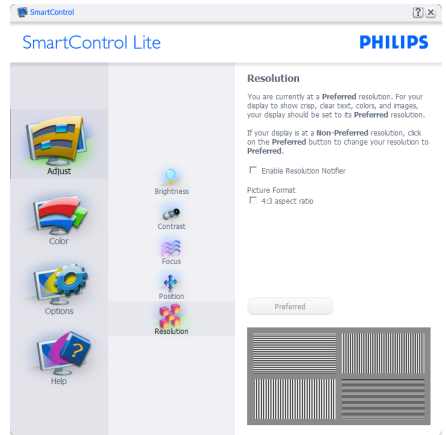 SmartControl
SmartControl Lite
PHILIPS
Adjust
Color
Options
Help
Brightness
Contrast
Focus
Position
Resolution
Resolution
You are currently at a Preferred resolution. For your
display to show crisp, clear text, colors, and images,
your display should be set to its Preferred resolution.
If your display is at a Non-Preferred resolution, click
on the Preferred button to change your resolution to
Preferred.
Enable Resolution Notifier
Picture Format
4:3 aspect ratio
Preferred